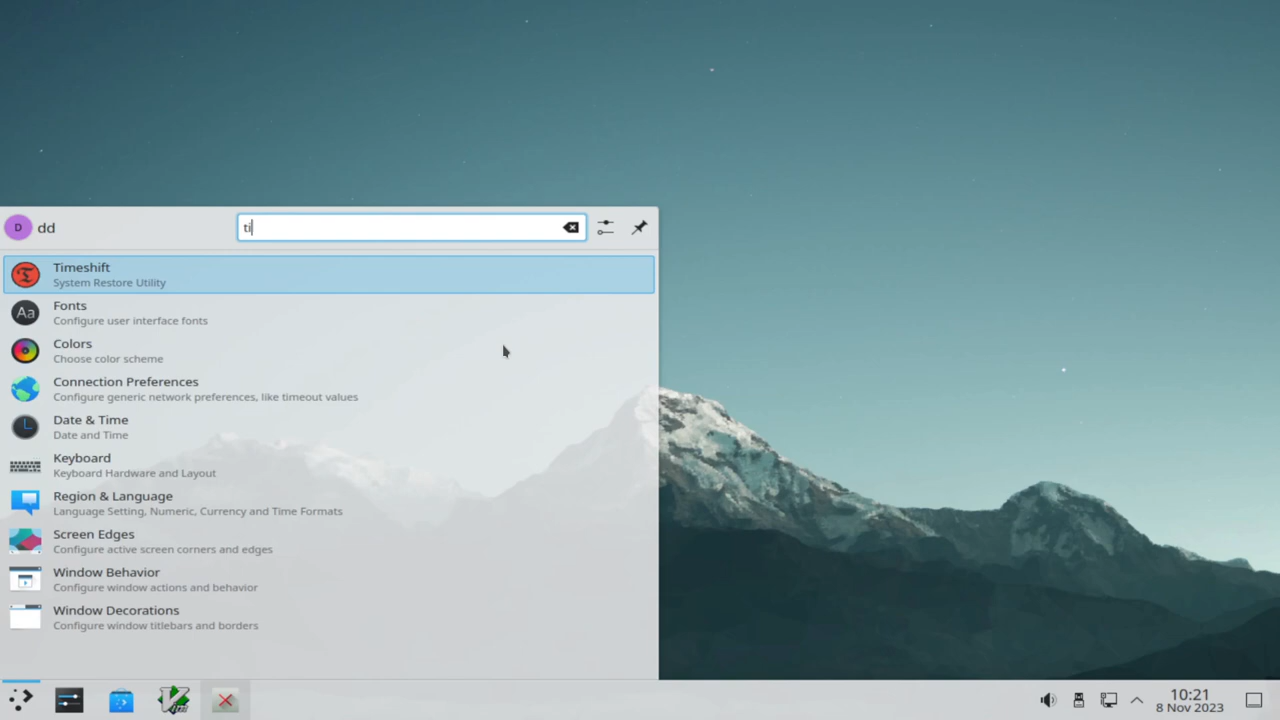 D
dd
ti
Timeshift
System Restore Utility
Aa
Fonts
Configure user interface fonts
Colors
Choose color scheme
Connection Preferences
Configure generic network preferences, like timeout values
Date & Time
Date and Time
Keyboard
Keyboard Hardware and Layout
Region & Language
Language Setting, Numeric, Currency and Time Formats
Screen Edges
Configure active screen corners and edges
Window Behavior
Configure window actions and behavior
Window Decorations
Configure window titlebars and borders
10:21
8 Nov 2023